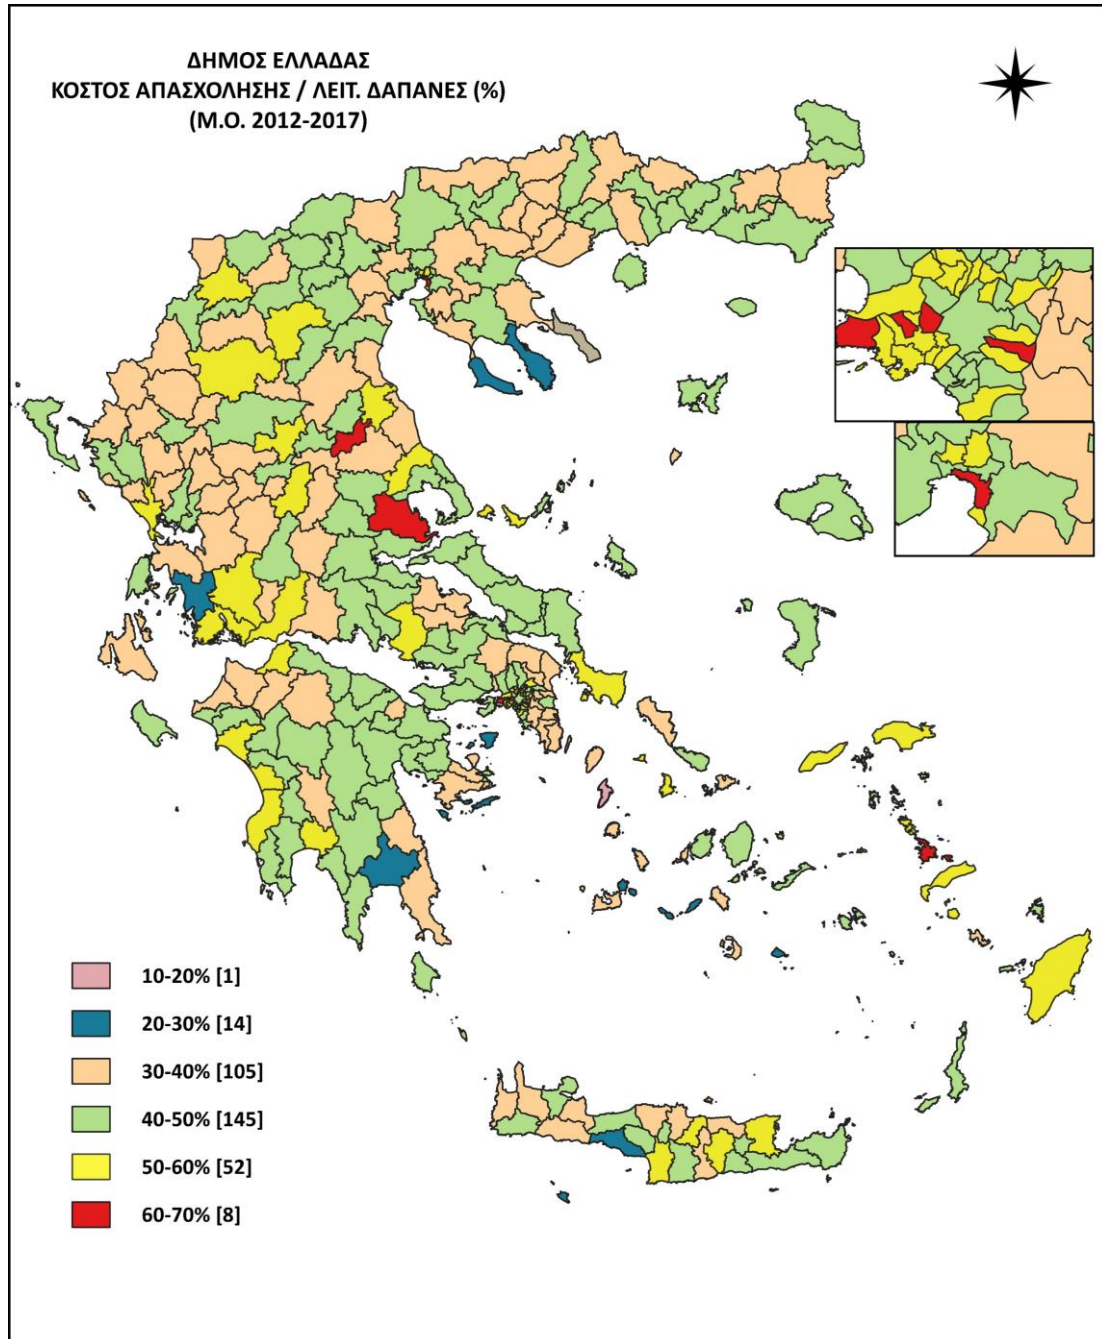 ΔΗΜΟΣ ΕΛΛΑΔΑΣ
ΚΟΣΤΟΣ ΑΠΑΣΧΟΛΗΣΗΣ / ΛΕΙΤ. ΔΑΠΑΝΕΣ (%)
(Μ.Ο. 2012-2017)
10-20% [1]
20-30% [14]
30-40% [105]
40-50% [145]
50-60% [52]
60-70% [8]